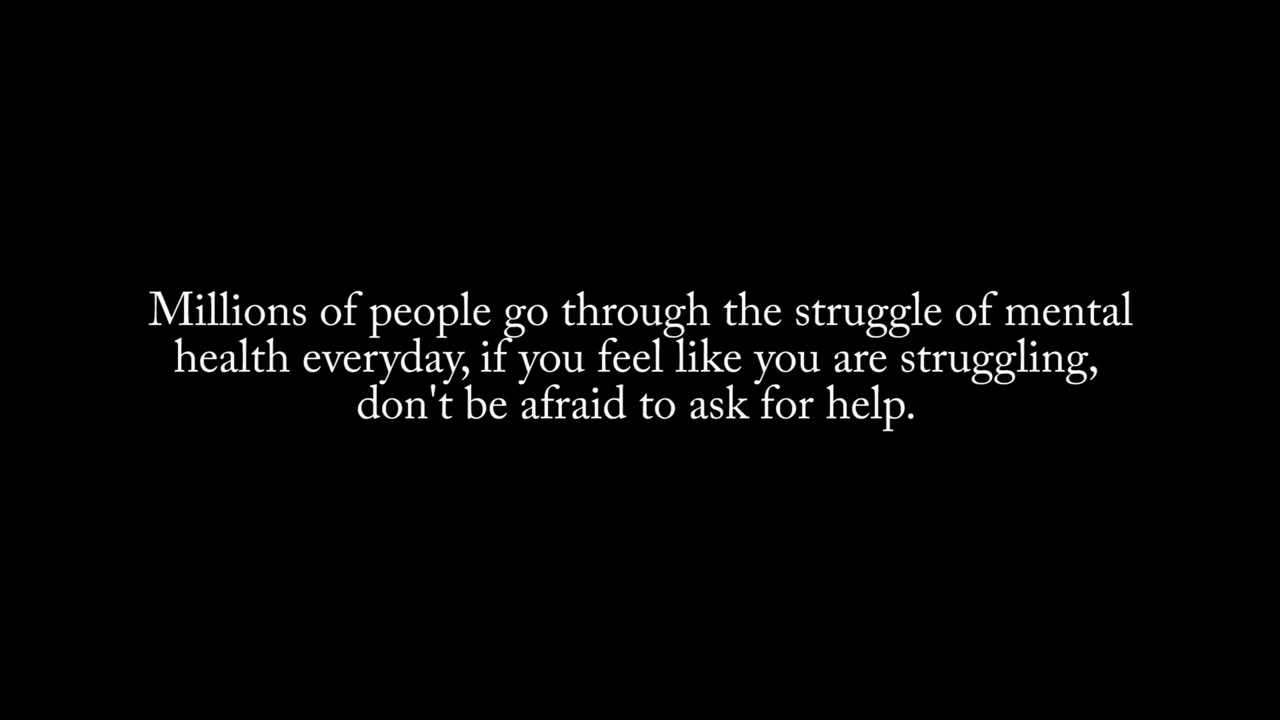 Millions of people go through the struggle of mental
health everyday, if you feel like you are struggling,
don't be afraid to ask for help.